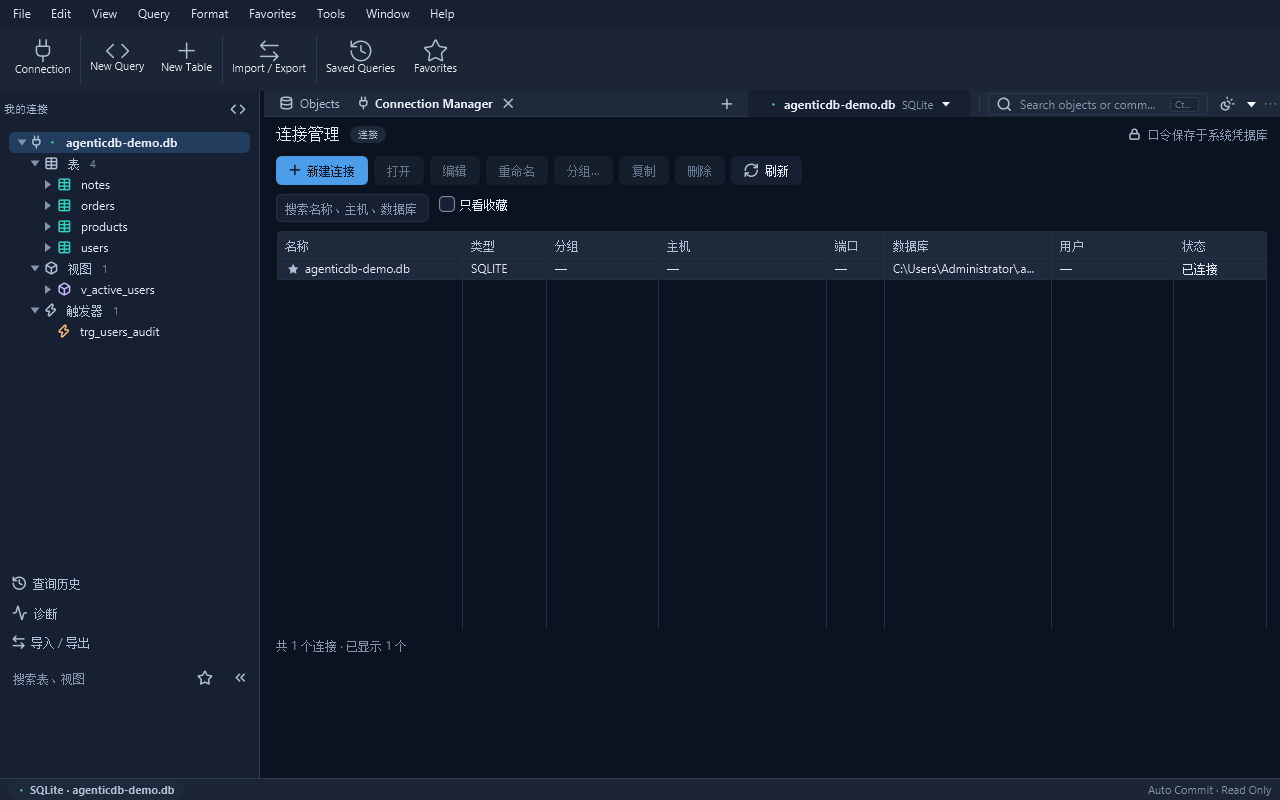 File Edit View Query Format Favorites Tools Window Help
Connection New Query New Table Import / Export Saved Queries Favorites
我的连接
agenticdb-demo.db
表 4
notes
orders
products
users
视图 1
v_active_users
触发器 1
trg_users_audit
查询历史
诊断
导入 / 导出
搜索表、视图
Objects Connection Manager
agenticdb-demo.db SQLite
Search objects or comm... Ct...
连接管理 连接
口令保存于系统凭据库
新建连接 打开 编辑 重命名 分组... 复制 删除 刷新
搜索名称、主机、数据库 只看收藏
名称 类型 分组 主机 端口 数据库 用户 状态
agenticdb-demo.db SQLITE — — — C:\Users\Administrator\.a... — 已连接
共 1 个连接 · 已显示 1 个
SQLite · agenticdb-demo.db
Auto Commit · Read Only